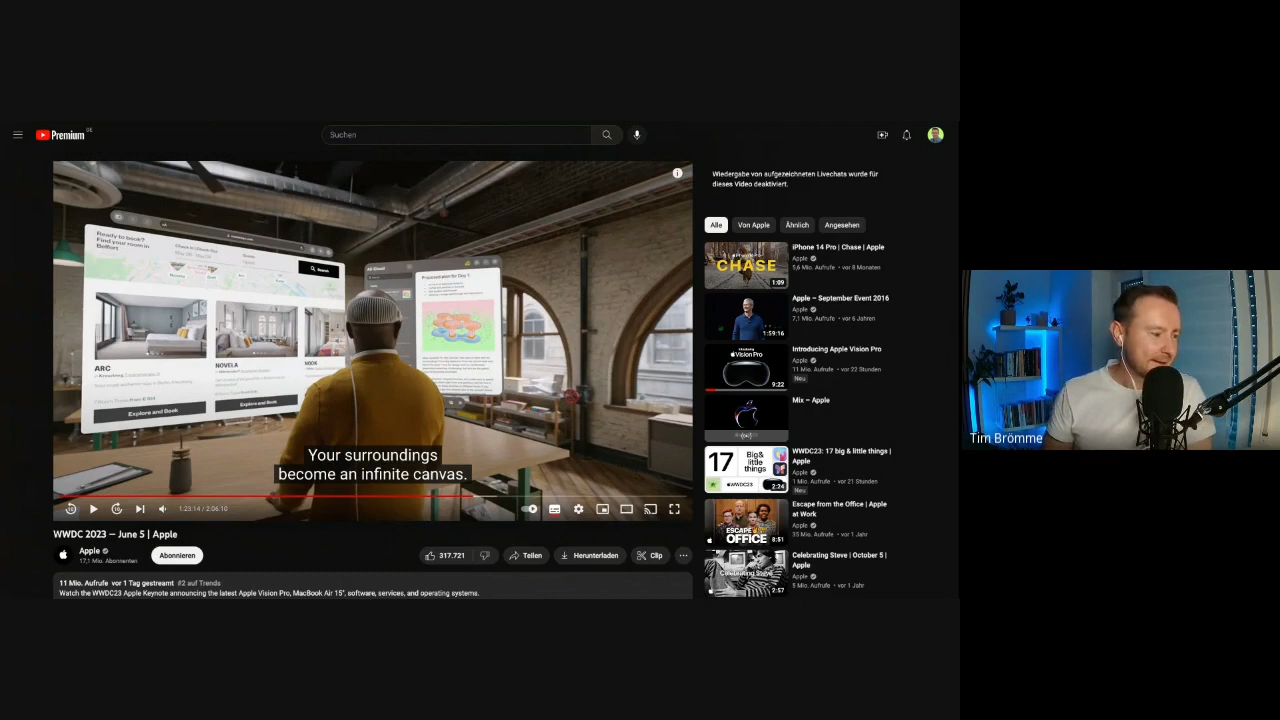 Premium DE
Suchen
Ready to book?
Find your room in
Belfort
Search
ARC
NOVELA
NOOK
Explore and Book
Explore and Book
Your surroundings
become an infinite canvas.
1:23:14 / 2:06:10
WWDC 2023 – June 5 | Apple
Apple
17,1 Mio. Abonnenten
Abonnieren
317.721
Teilen
Herunterladen
Clip
11 Mio. Aufrufe vor 1 Tag gestreamt #2 auf Trends
Watch the WWDC23 Apple Keynote announcing the latest Apple Vision Pro, MacBook Air 15", software, services, and operating systems.
Wiedergabe von aufgezeichneten Livechats wurde für
dieses Video deaktiviert.
Alle
Von Apple
Ähnlich
Angesehen
CHASE
1:09
iPhone 14 Pro | Chase | Apple
Apple
5,6 Mio. Aufrufe • vor 8 Monaten
1:59:16
Apple – September Event 2016
Apple
7,1 Mio. Aufrufe • vor 6 Jahren
Vision Pro
9:22
Introducing Apple Vision Pro
Apple
11 Mio. Aufrufe • vor 22 Stunden
Neu
Mix – Apple
17
Big &
little
things
WWDC23
2:24
WWDC23: 17 big & little things |
Apple
Apple
1 Mio. Aufrufe • vor 21 Stunden
Neu
ESCAPE
OFFICE
8:51
Escape from the Office | Apple
at Work
Apple
35 Mio. Aufrufe • vor 1 Jahr
Celebrating Steve
2:57
Celebrating Steve | October 5 |
Apple
Apple
5 Mio. Aufrufe • vor 1 Jahr
Tim Brömme